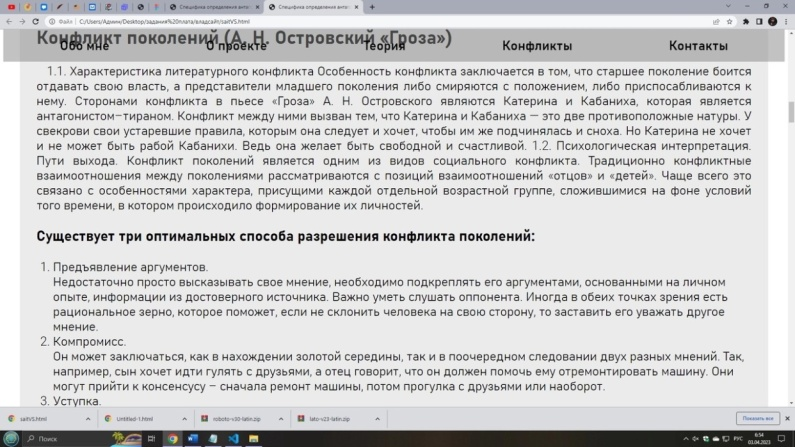 Специфика определения анта
Специфика определения анта
Файл
C:/Users/Админ/Desktop/задания%20плата/владсайт/saitVS.html
Конфликт поколений (А. Н. Островский «Гроза»)
Обо мне
О проекте
Теория
Конфликты
Контакты
1.1. Характеристика литературного конфликта Особенность конфликта заключается в том, что старшее поколение боится
отдавать свою власть, а представители младшего поколения либо смиряются с положением, либо приспосабливаются к
нему. Сторонами конфликта в пьесе «Гроза» А. Н. Островского являются Катерина и Кабаниха, которая является
антагонистом–тираном. Конфликт между ними вызван тем, что Катерина и Кабаниха — это две противоположные натуры. У
свекрови свои устаревшие правила, которым она следует и хочет, чтобы им же подчинялась и сноха. Но Катерина не хочет
и не может быть рабой Кабанихи. Ведь она желает быть свободной и счастливой. 1.2. Психологическая интерпретация.
Пути выхода. Конфликт поколений является одним из видов социального конфликта. Традиционно конфликтные
взаимоотношения между поколениями рассматриваются с позиций взаимоотношений «отцов» и «детей». Чаще всего это
связано с особенностями характера, присущими каждой отдельной возрастной группе, сложившимися на фоне условий
того времени, в котором происходило формирование их личностей.
Существует три оптимальных способа разрешения конфликта поколений:
1. Предъявление аргументов.
Недостаточно просто высказывать свое мнение, необходимо подкреплять его аргументами, основанными на личном
опыте, информации из достоверного источника. Важно уметь слушать оппонента. Иногда в обеих точках зрения есть
рациональное зерно, которое поможет, если не склонить человека на свою сторону, то заставить его уважать другое
мнение.
2. Компромисс.
Он может заключаться, как в нахождении золотой середины, так и в поочередном следовании двух разных мнений. Так,
например, сын хочет идти гулять с друзьями, а отец говорит, что он должен помочь ему отремонтировать машину. Они
могут прийти к консенсусу – сначала ремонт машины, потом прогулка с друзьями или наоборот.
3. Уступка.
saitVS.html
Untitled-1.html
roboto-v30-latin.zip
lato-v23-latin.zip
Показать все
Поиск
РУС
6:54
03.04.2023